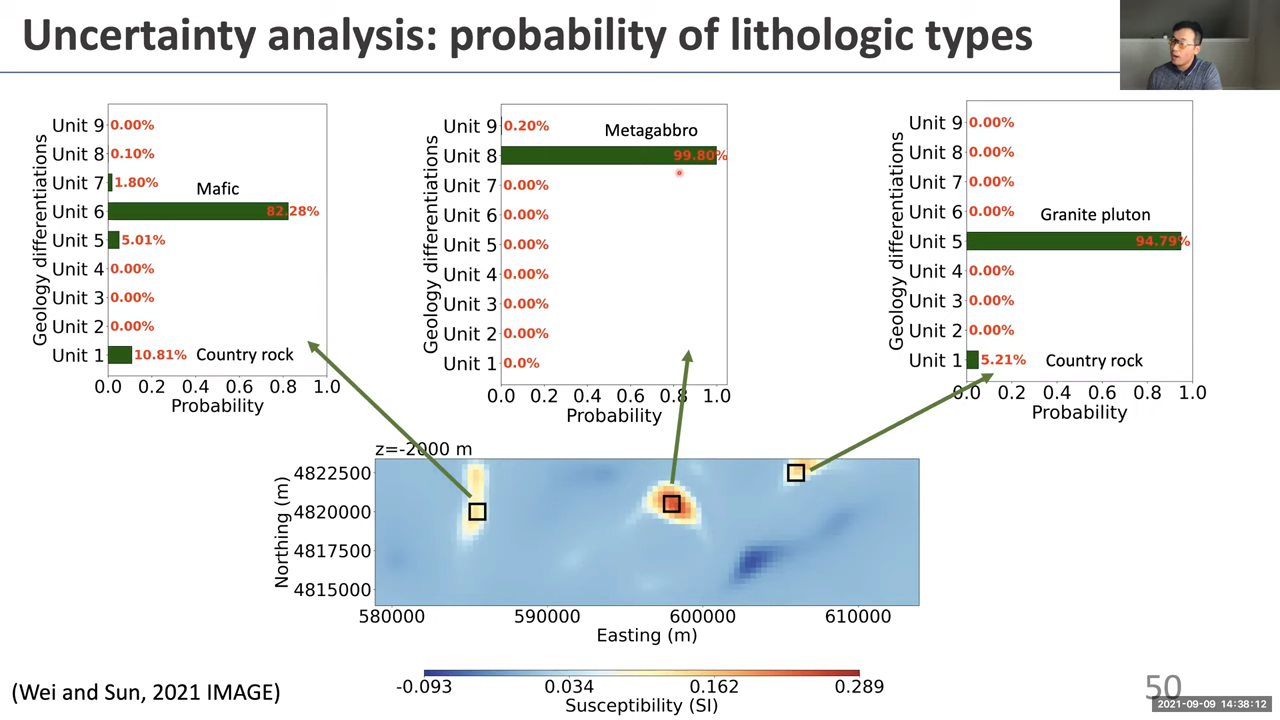 Uncertainty analysis: probability of lithologic types
Geology differentiations
Unit 9 0.00%
Unit 8 0.10%
Unit 7 1.80%
Mafic
Unit 6 82.28%
Unit 5 5.01%
Unit 4 0.00%
Unit 3 0.00%
Unit 2 0.00%
Unit 1 10.81% Country rock
0.0 0.2 0.4 0.6 0.8 1.0
Probability
Geology differentiations
Unit 9 0.20% Metagabbro
Unit 8 99.80%
Unit 7 0.00%
Unit 6 0.00%
Unit 5 0.00%
Unit 4 0.00%
Unit 3 0.00%
Unit 2 0.00%
Unit 1 0.0%
0.0 0.2 0.4 0.6 0.8 1.0
Probability
Geology differentiations
Unit 9 0.00%
Unit 8 0.00%
Unit 7 0.00%
Unit 6 0.00%
Granite pluton
Unit 5 94.79%
Unit 4 0.00%
Unit 3 0.00%
Unit 2 0.00%
Unit 1 5.21% Country rock
0.0 0.2 0.4 0.6 0.8 1.0
Probability
z=-2000 m
Northing (m)
4822500
4820000
4817500
4815000
580000 590000 600000 610000
Easting (m)
-0.093 0.034 0.162 0.289
Susceptibility (SI)
(Wei and Sun, 2021 IMAGE)
50
2021-09-09 14:38:12